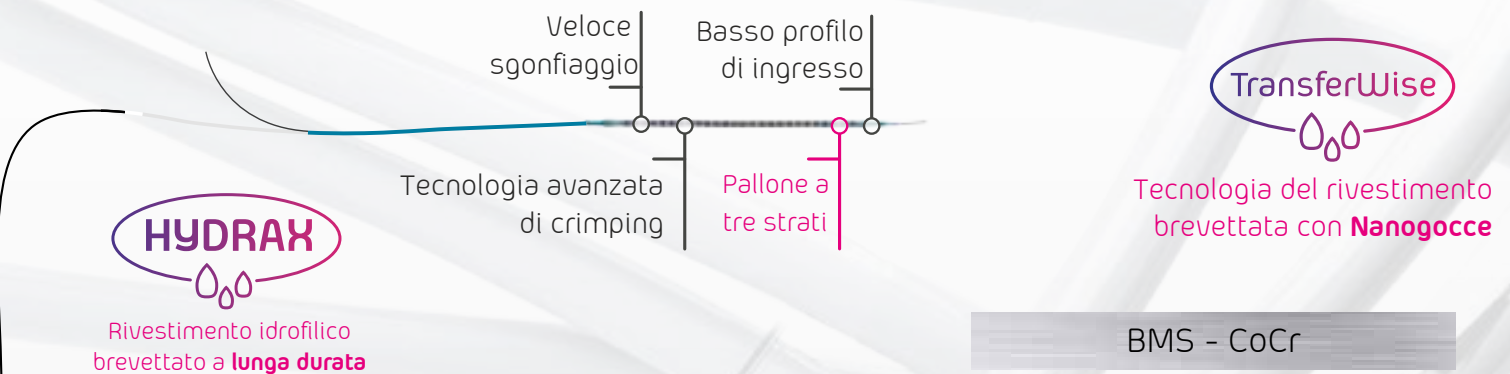 Veloce
sgonfiaggio
Basso profilo
di ingresso
TransferWise
Tecnologia avanzata
di crimping
Pallone a
tre strati
Tecnologia del rivestimento
brevettata con Nanogocce
HYDRAX
Rivestimento idrofilico
brevettato a lunga durata
BMS - CoCr